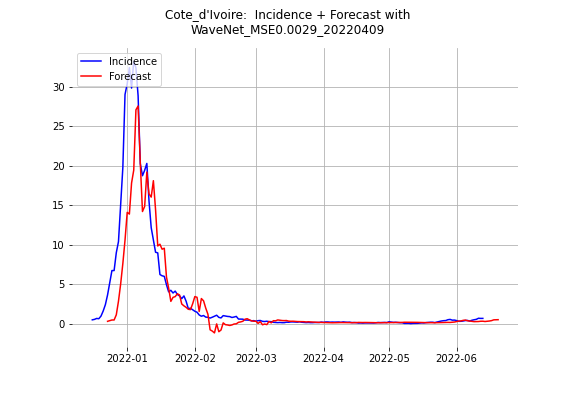 Cote_d'Ivoire:  Incidence + Forecast with
WaveNet_MSE0.0029_20220409
Incidence
Forecast
30
25
20
15
10
5
0
2022-01 2022-02 2022-03 2022-04 2022-05 2022-06